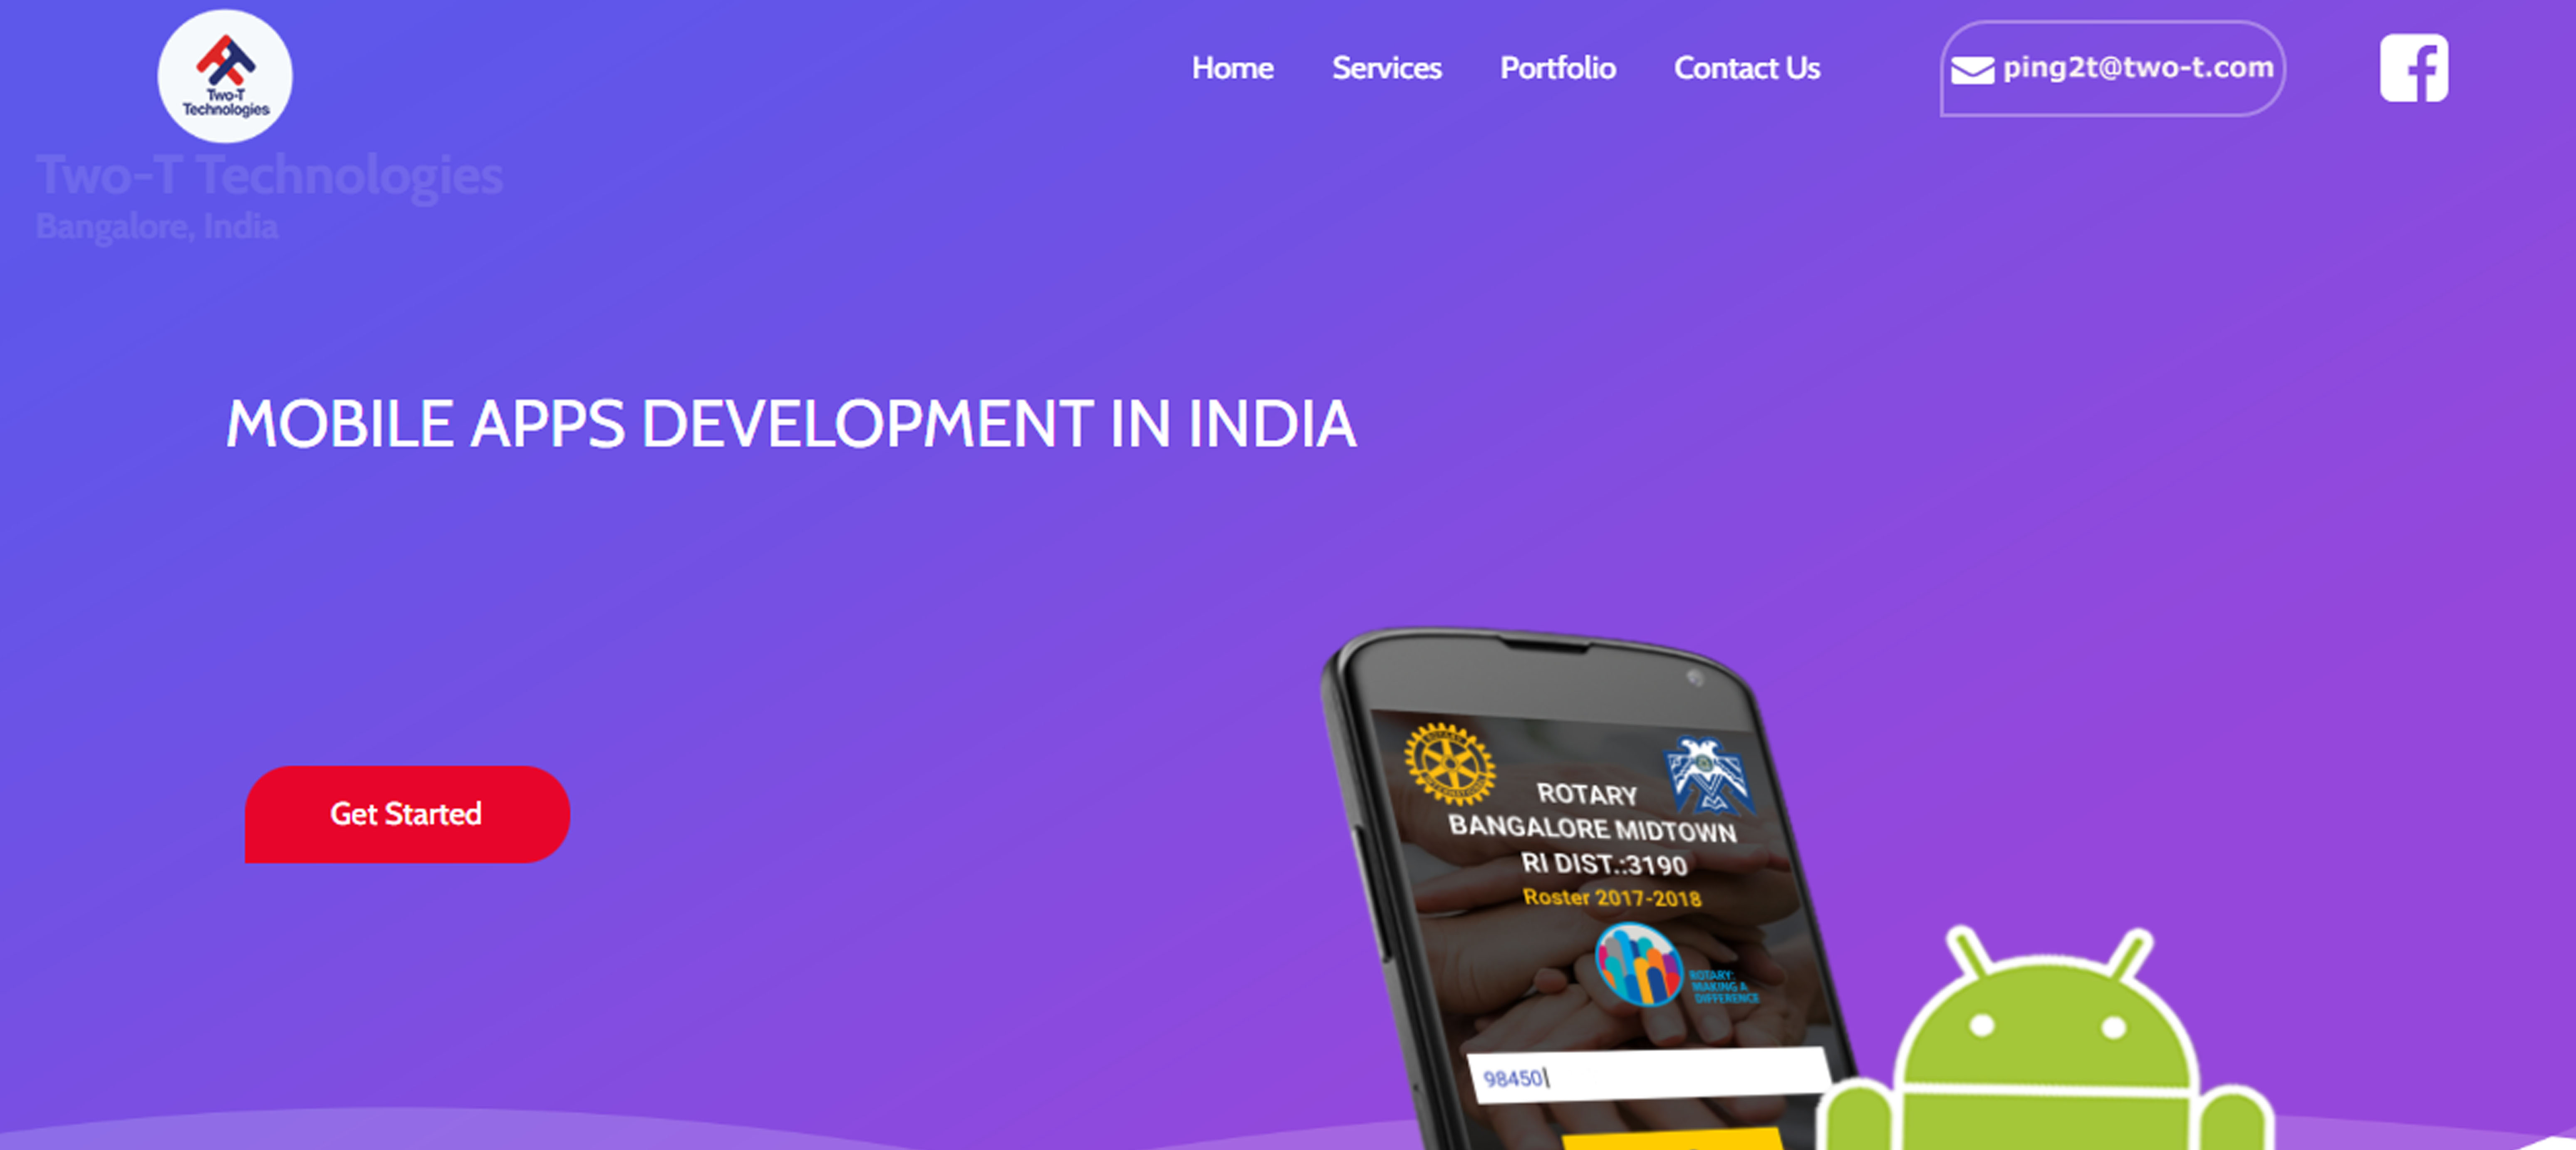 Two-T
Technologies
Home Services Portfolio Contact Us
ping2t@two-t.com
Two-T Technologies
Bangalore, India
MOBILE APPS DEVELOPMENT IN INDIA
Get Started
ROTARY
BANGALORE MIDTOWN
RI DIST.:3190
Roster 2017-2018
ROTARY:
MAKING A
DIFFERENCE
98450